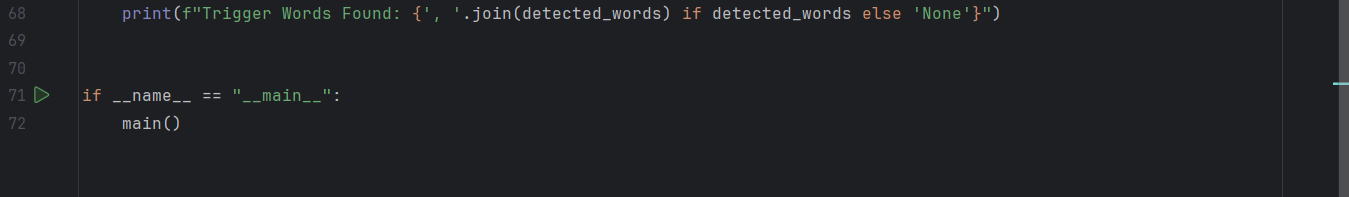 68 print(f"Trigger Words Found: {', '.join(detected_words) if detected_words else 'None'}")
69
70
71 if __name__ == "__main__":
72 main()